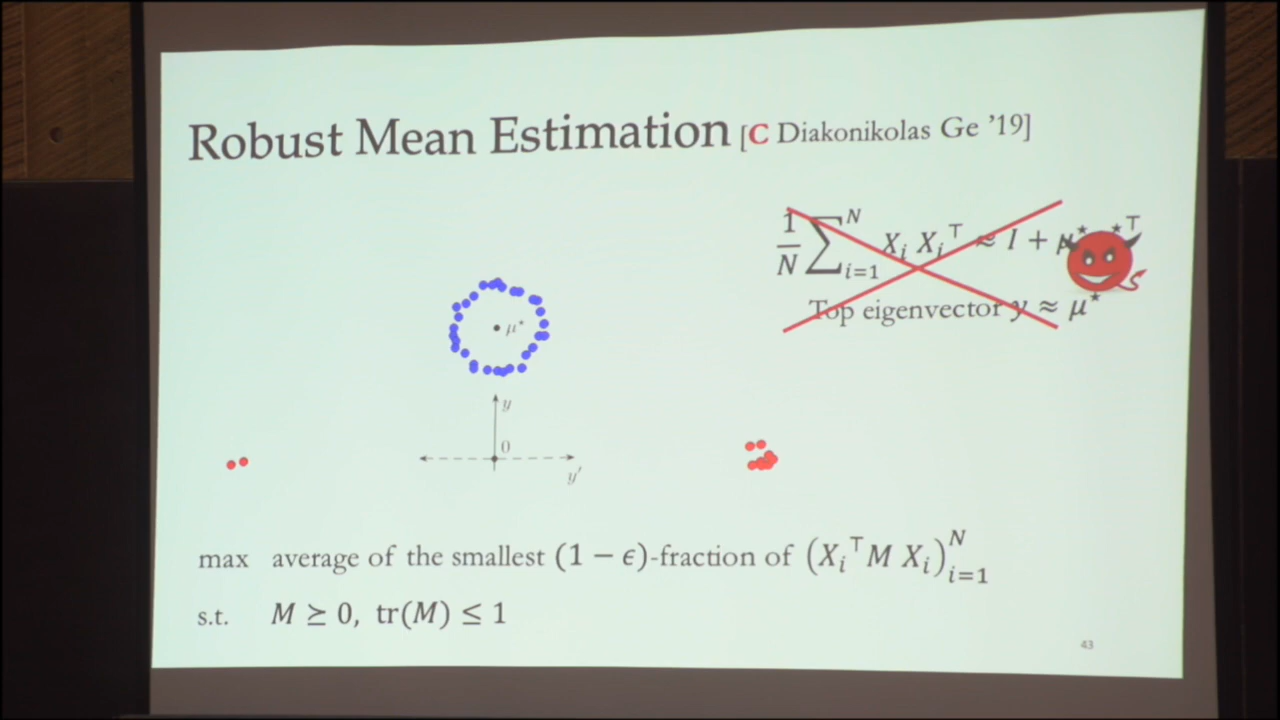 Robust Mean Estimation [C Diakonikolas Ge ’19]
1/N ∑_{i=1}^N X_i X_i^⊤ ≈ I + μ^⋆ ^⋆⊤
Top eigenvector y ≈ μ^⋆
μ^⋆
y
0
y′
max average of the smallest (1 − ϵ)-fraction of (X_i^⊤ M X_i)_{i=1}^N
s.t. M ⪰ 0, tr(M) ≤ 1
43